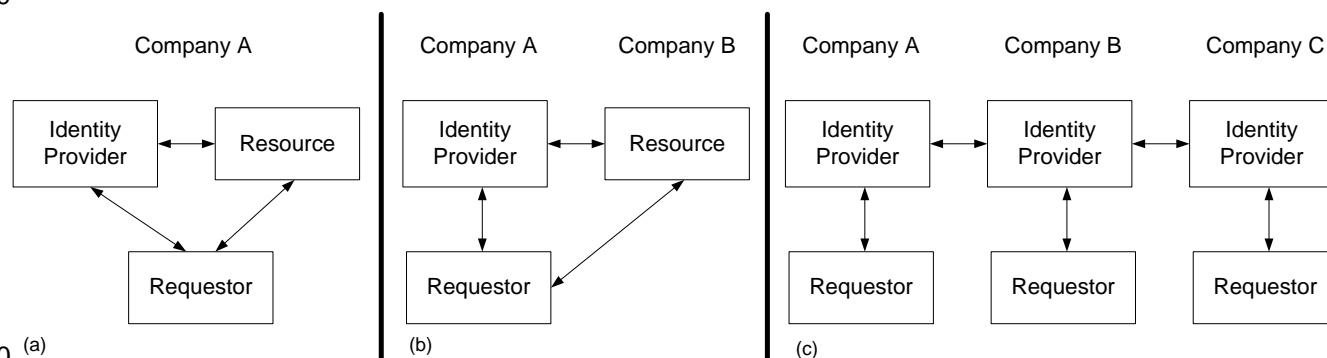 Company A
Identity
Provider
Resource
Requestor
(a)
Company A
Company B
Identity
Provider
Resource
Requestor
(b)
Company A
Company B
Company C
Identity
Provider
Identity
Provider
Identity
Provider
Requestor
Requestor
Requestor
(c)